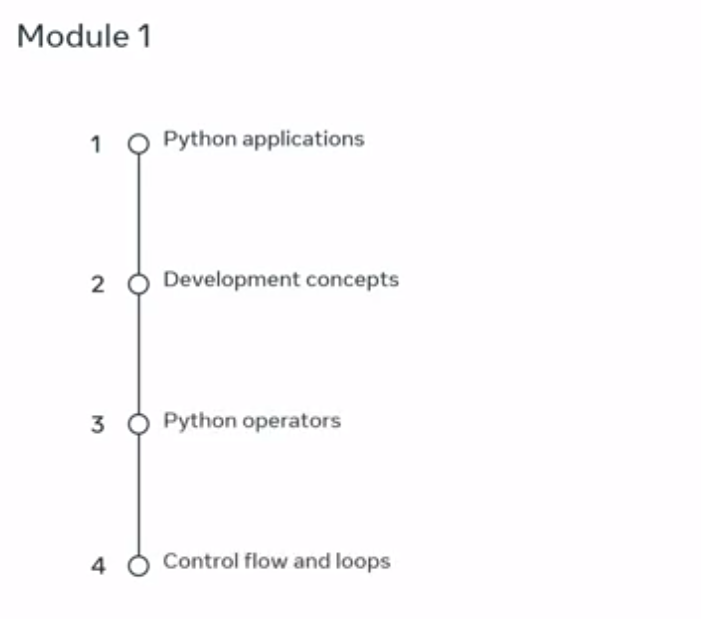 Module 1
1 Python applications
2 Development concepts
3 Python operators
4 Control flow and loops